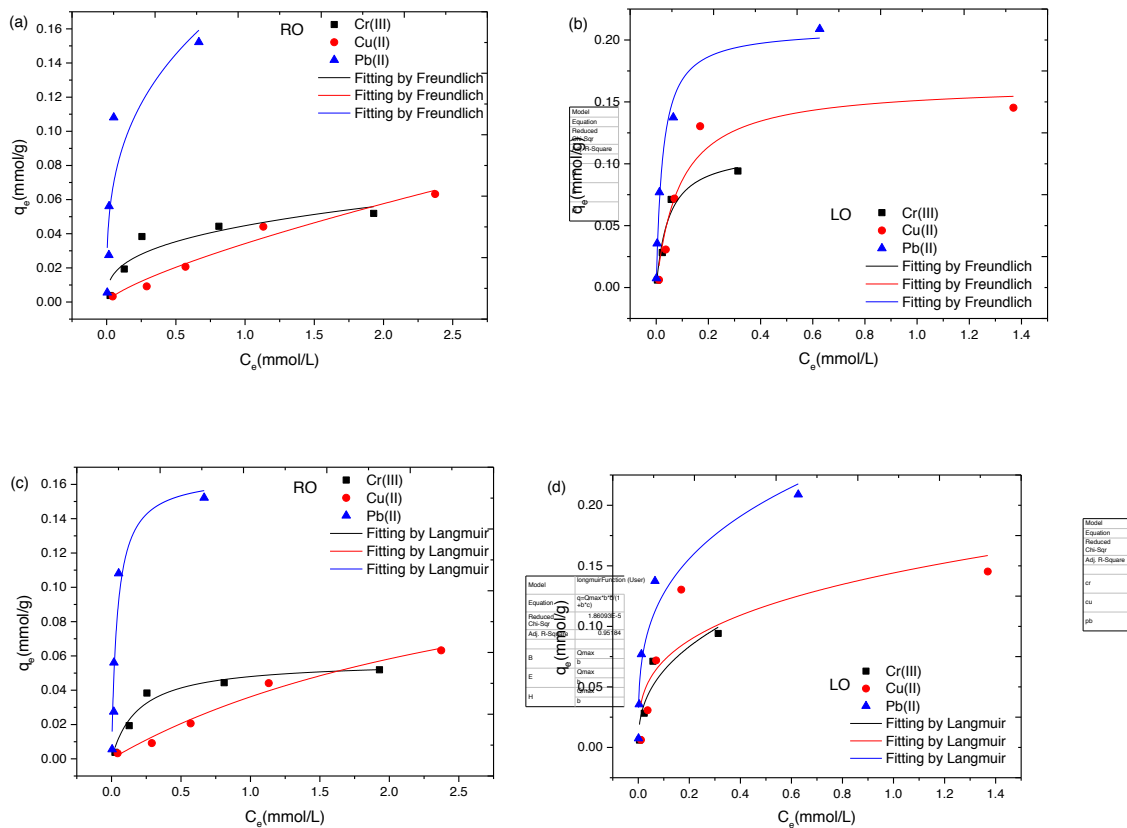 (a)
RO
Cr(III)
Cu(II)
Pb(II)
Fitting by Freundlich
Fitting by Freundlich
Fitting by Freundlich
q_e(mmol/g)
0.16
0.14
0.12
0.10
0.08
0.06
0.04
0.02
0.00
0.0
0.5
1.0
1.5
2.0
2.5
C_e(mmol/L)
(b)
LO
Cr(III)
Cu(II)
Pb(II)
Fitting by Freundlich
Fitting by Freundlich
Fitting by Freundlich
q_e(mmol/g)
0.20
0.15
0.10
0.05
0.00
0.0
0.2
0.4
0.6
0.8
1.0
1.2
1.4
C_e(mmol/L)
Model
Equation
Reduced
Chi-Sqr
R-Square
(c)
RO
Cr(III)
Cu(II)
Pb(II)
Fitting by Langmuir
Fitting by Langmuir
Fitting by Langmuir
q_e(mmol/g)
0.16
0.14
0.12
0.10
0.08
0.06
0.04
0.02
0.00
0.0
0.5
1.0
1.5
2.0
2.5
C_e(mmol/L)
(d)
LO
Cr(III)
Cu(II)
Pb(II)
Fitting by Langmuir
Fitting by Langmuir
Fitting by Langmuir
q_e(mmol/g)
0.20
0.15
0.10
0.05
0.00
0.0
0.2
0.4
0.6
0.8
1.0
1.2
1.4
C_e(mmol/L)
Model
(User)
Equation
+b*c)
Reduced
Chi-Sqr
1.86093E-5
Adj. R-Square
0.95184
B
Qmax
b
E
Qmax
b
H
Qmax
b
Model
Equation
Reduced
Chi-Sqr
Adj. R-Square
cr
cu
pb